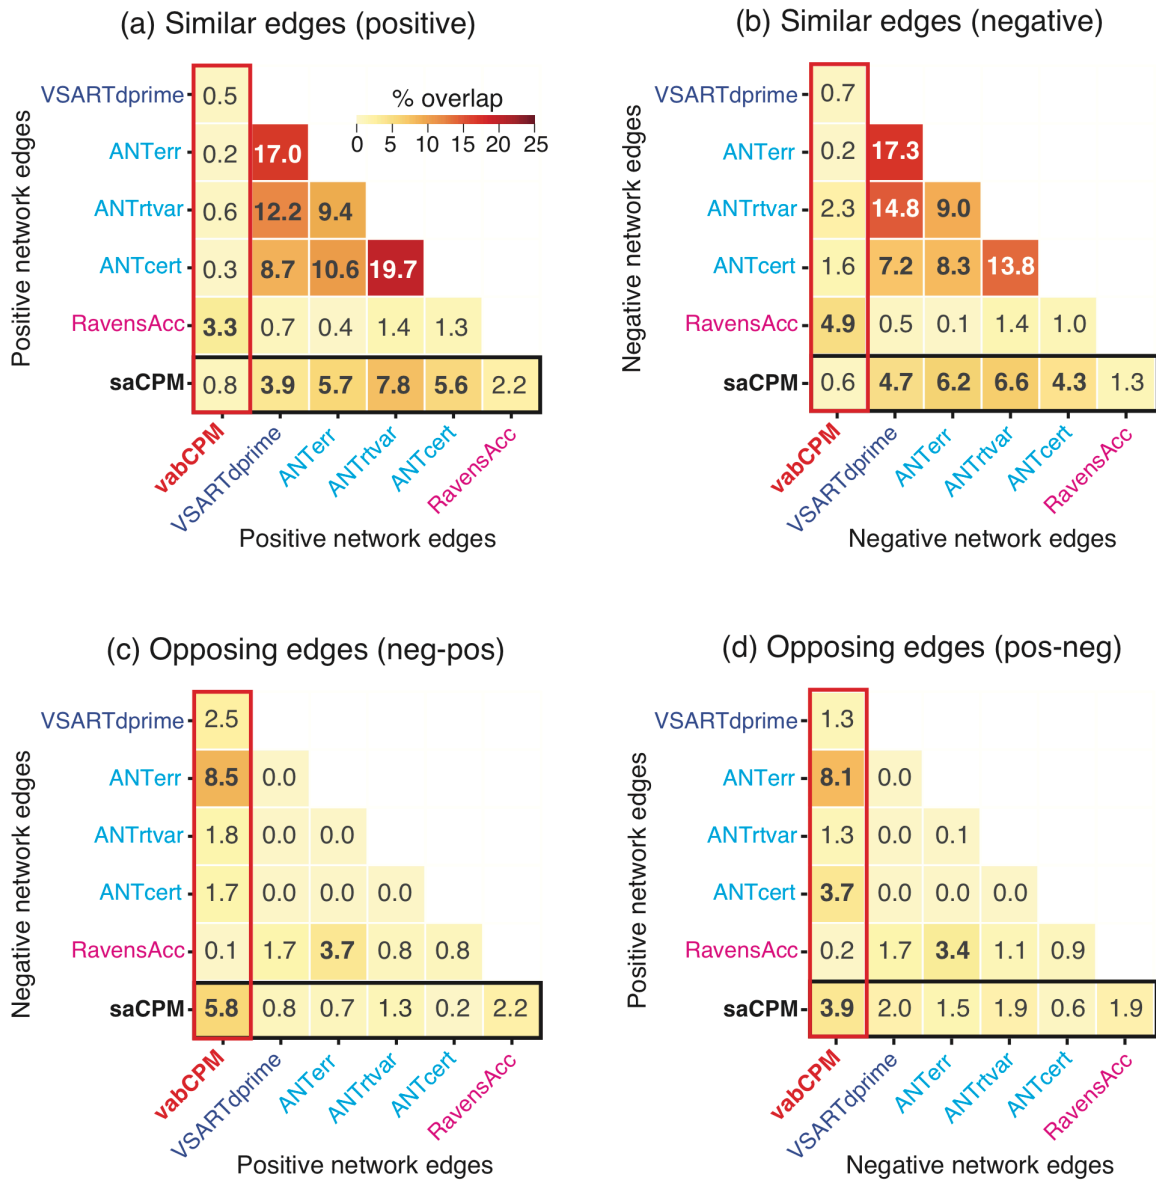 (a) Similar edges (positive)
Positive network edges
% overlap
0 5 10 15 20 25
VSARTdprime 0.5
ANTerr 0.2 17.0
ANTrtvar 0.6 12.2 9.4
ANTcert 0.3 8.7 10.6 19.7
RavensAcc 3.3 0.7 0.4 1.4 1.3
saCPM 0.8 3.9 5.7 7.8 5.6 2.2
vabCPM VSARTdprime ANTerr ANTrtvar ANTcert RavensAcc
Positive network edges
(b) Similar edges (negative)
Negative network edges
VSARTdprime 0.7
ANTerr 0.2 17.3
ANTrtvar 2.3 14.8 9.0
ANTcert 1.6 7.2 8.3 13.8
RavensAcc 4.9 0.5 0.1 1.4 1.0
saCPM 0.6 4.7 6.2 6.6 4.3 1.3
vabCPM VSARTdprime ANTerr ANTrtvar ANTcert RavensAcc
Negative network edges
(c) Opposing edges (neg-pos)
Negative network edges
VSARTdprime 2.5
ANTerr 8.5 0.0
ANTrtvar 1.8 0.0 0.0
ANTcert 1.7 0.0 0.0 0.0
RavensAcc 0.1 1.7 3.7 0.8 0.8
saCPM 5.8 0.8 0.7 1.3 0.2 2.2
vabCPM VSARTdprime ANTerr ANTrtvar ANTcert RavensAcc
Positive network edges
(d) Opposing edges (pos-neg)
Positive network edges
VSARTdprime 1.3
ANTerr 8.1 0.0
ANTrtvar 1.3 0.0 0.1
ANTcert 3.7 0.0 0.0 0.0
RavensAcc 0.2 1.7 3.4 1.1 0.9
saCPM 3.9 2.0 1.5 1.9 0.6 1.9
vabCPM VSARTdprime ANTerr ANTrtvar ANTcert RavensAcc
Negative network edges